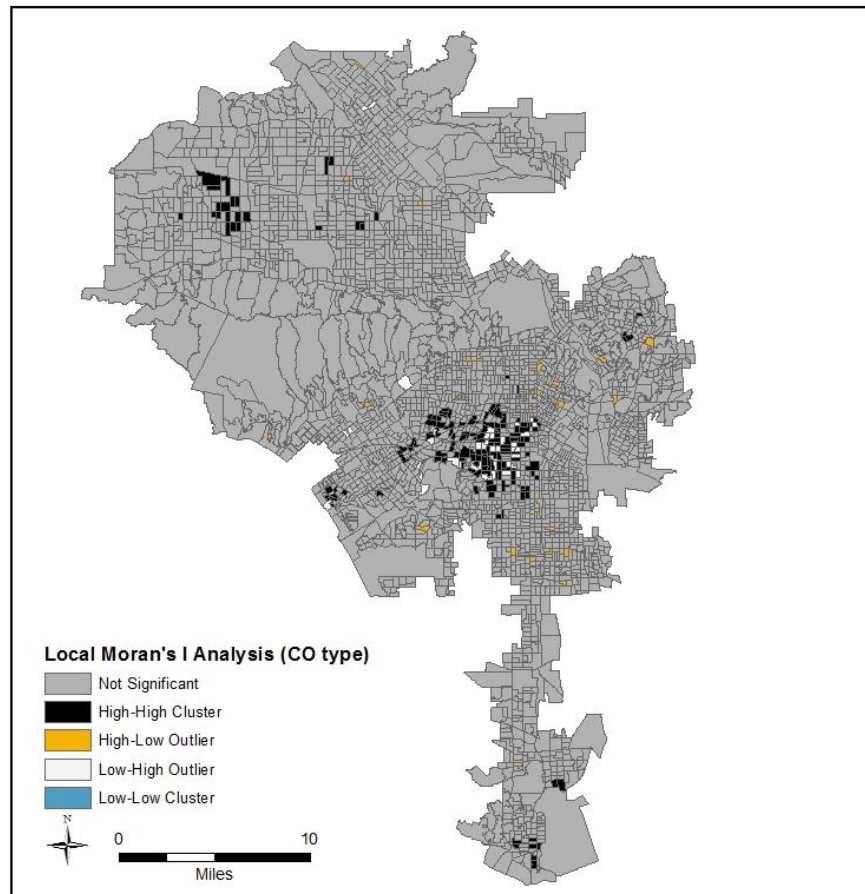 Local Moran's I Analysis (CO type)
Not Significant
High-High Cluster
High-Low Outlier
Low-High Outlier
Low-Low Cluster
N
0 10
Miles